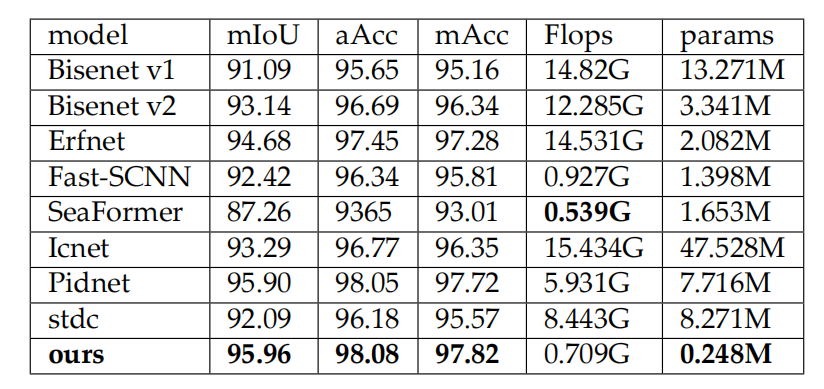 model mIoU aAcc mAcc Flops params
Bisenet v1 91.09 95.65 95.16 14.82G 13.271M
Bisenet v2 93.14 96.69 96.34 12.285G 3.341M
Erfnet 94.68 97.45 97.28 14.531G 2.082M
Fast-SCNN 92.42 96.34 95.81 0.927G 1.398M
SeaFormer 87.26 9365 93.01 0.539G 1.653M
Icnet 93.29 96.77 96.35 15.434G 47.528M
Pidnet 95.90 98.05 97.72 5.931G 7.716M
stdc 92.09 96.18 95.57 8.443G 8.271M
ours 95.96 98.08 97.82 0.709G 0.248M